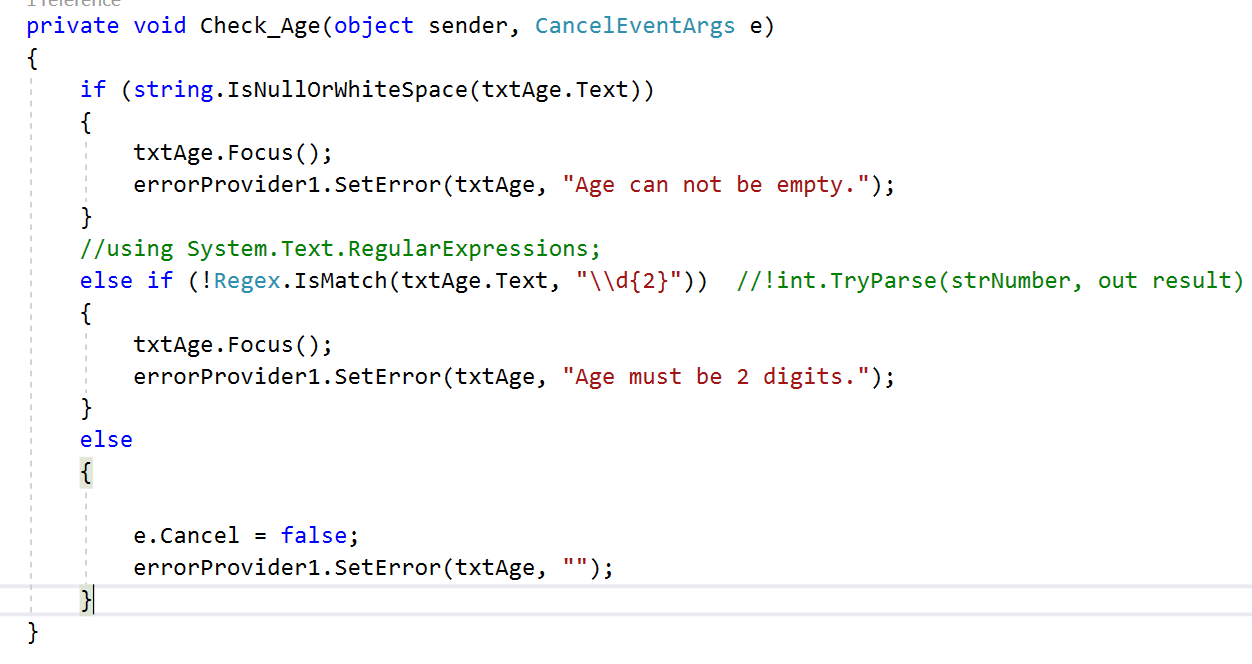 1 reference
private void Check_Age(object sender, CancelEventArgs e)
{
if (string.IsNullOrWhiteSpace(txtAge.Text))
{
txtAge.Focus();
errorProvider1.SetError(txtAge, "Age can not be empty.");
}
//using System.Text.RegularExpressions;
else if (!Regex.IsMatch(txtAge.Text, "\\d{2}"))  //!int.TryParse(strNumber, out result)
{
txtAge.Focus();
errorProvider1.SetError(txtAge, "Age must be 2 digits.");
}
else
{
e.Cancel = false;
errorProvider1.SetError(txtAge, "");
}
}